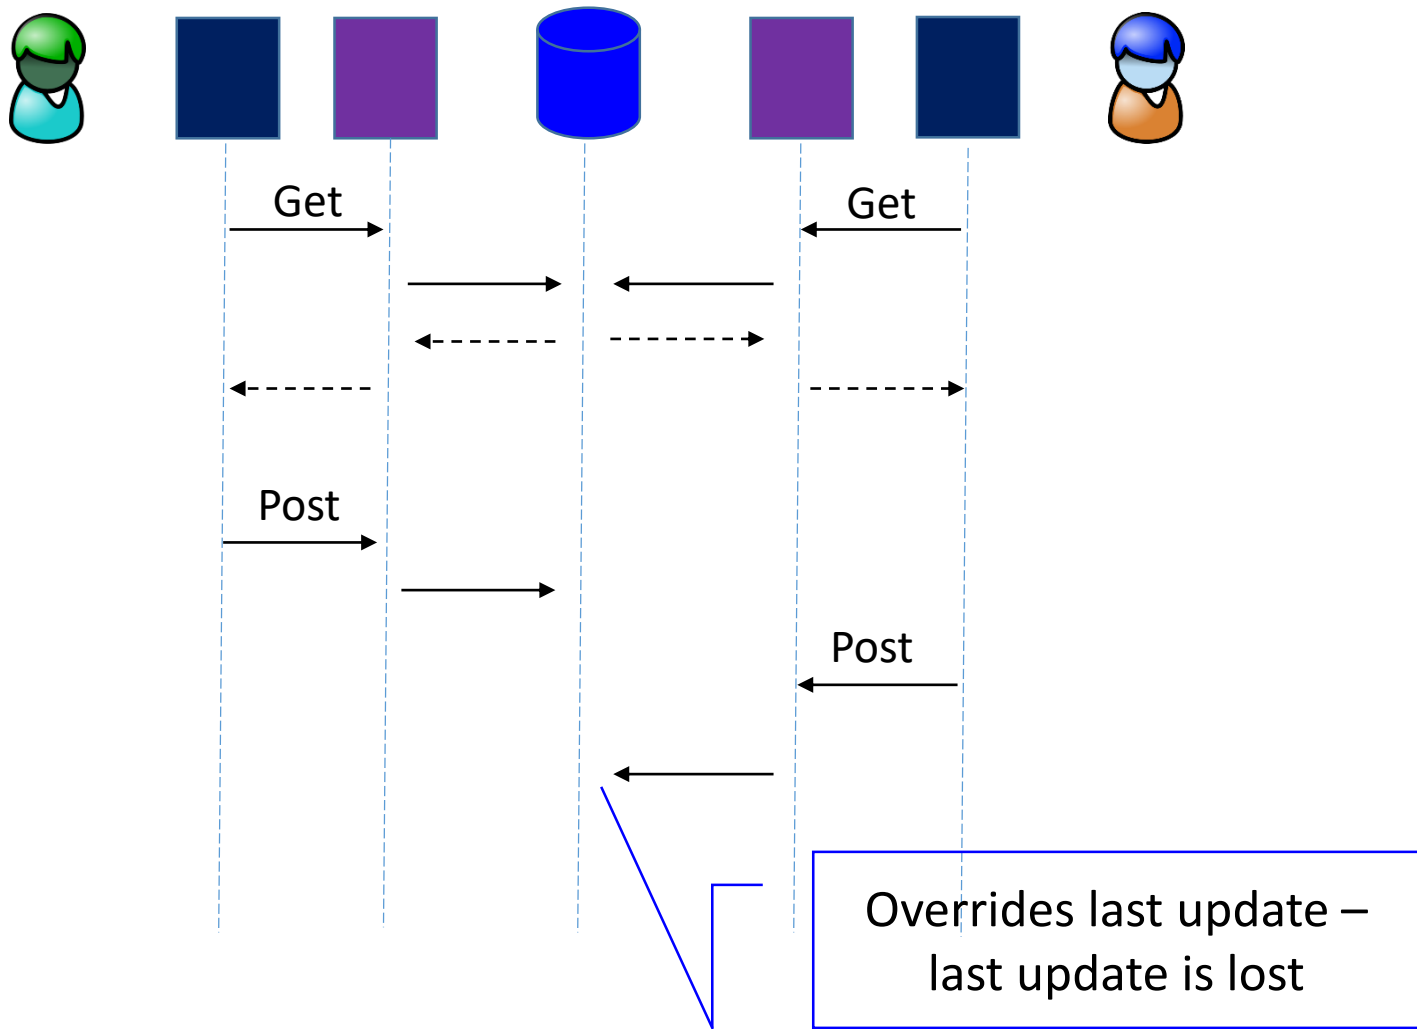 Get
Get
Post
Post
Overrides last update –
last update is lost